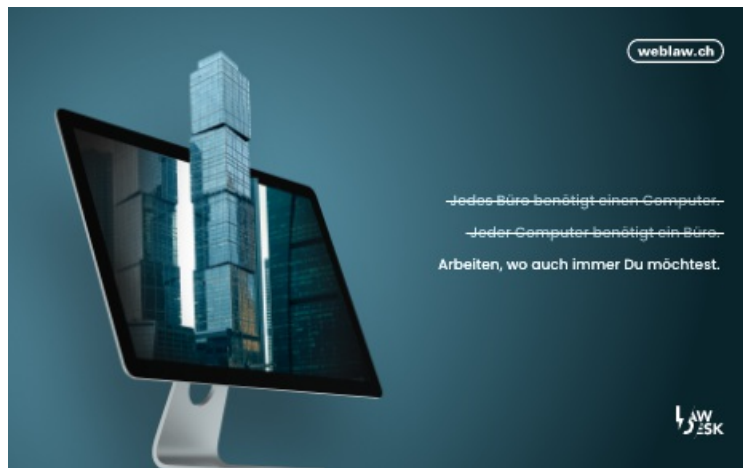 weblaw.ch
Jedes Büro benötigt einen Computer.
Jeder Computer benötigt ein Büro.
Arbeiten, wo auch immer Du möchtest.
LAW
DESK